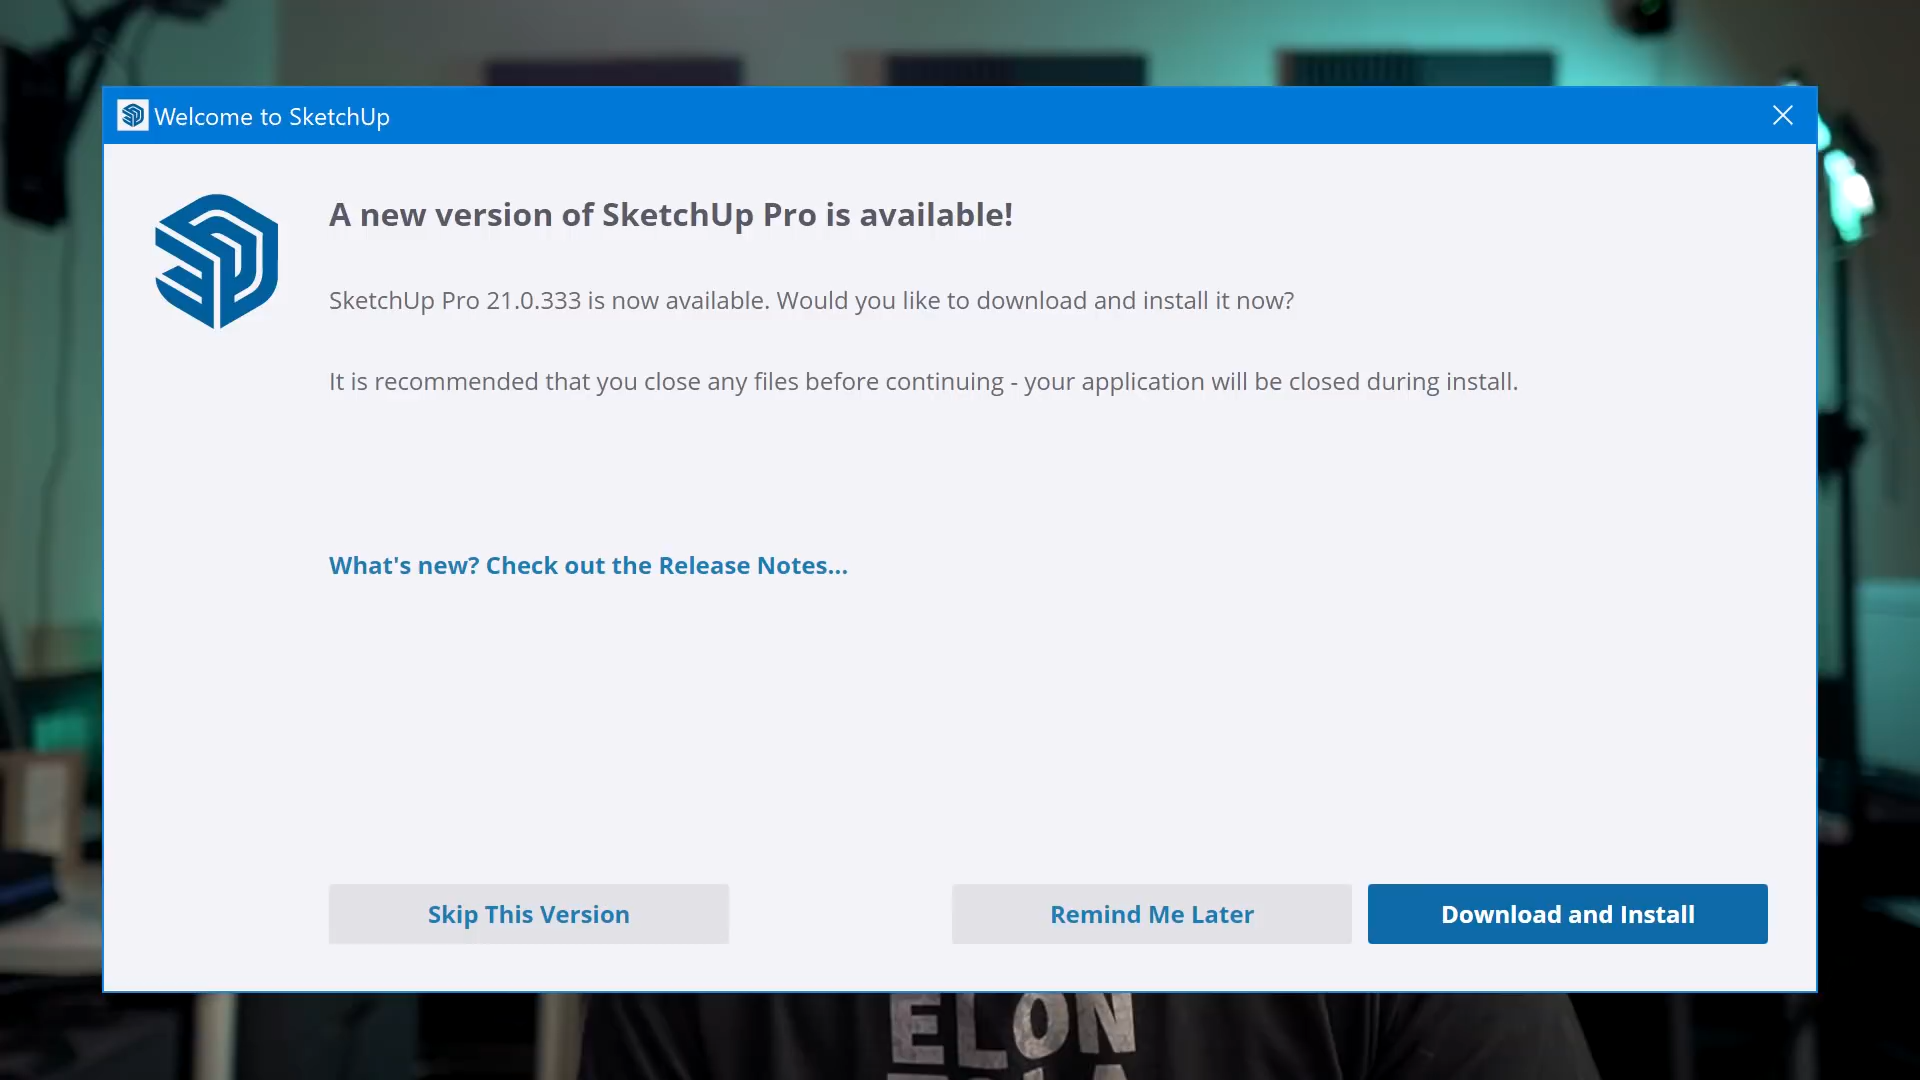 Welcome to SketchUp
A new version of SketchUp Pro is available!
SketchUp Pro 21.0.333 is now available. Would you like to download and install it now?
It is recommended that you close any files before continuing - your application will be closed during install.
What's new? Check out the Release Notes...
Skip This Version
Remind Me Later
Download and Install
ELON